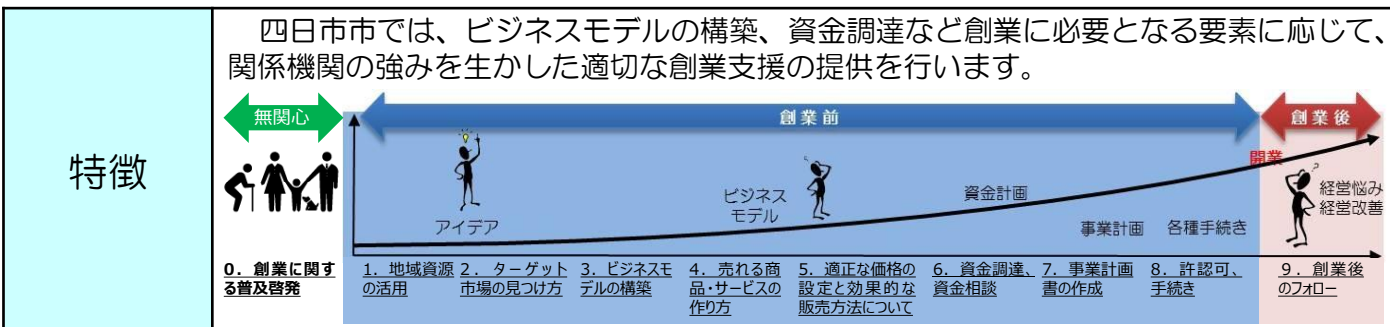 特徴
四日市市では、ビジネスモデルの構築、資金調達など創業に必要となる要素に応じて、
関係機関の強みを生かした適切な創業支援の提供を行います。
無関心
創業前
創業後
開業
アイデア
ビジネス
モデル
資金計画
事業計画
各種手続き
経営悩み
経営改善
0．創業に関す
る普及啓発
1．地域資源
の活用
2．ターゲット
市場の見つけ方
3．ビジネスモ
デルの構築
4．売れる商
品・サービスの
作り方
5．適正な価格の
設定と効果的な
販売方法について
6．資金調達、
資金相談
7．事業計画
書の作成
8．許認可、
手続き
9．創業後
のフォロー